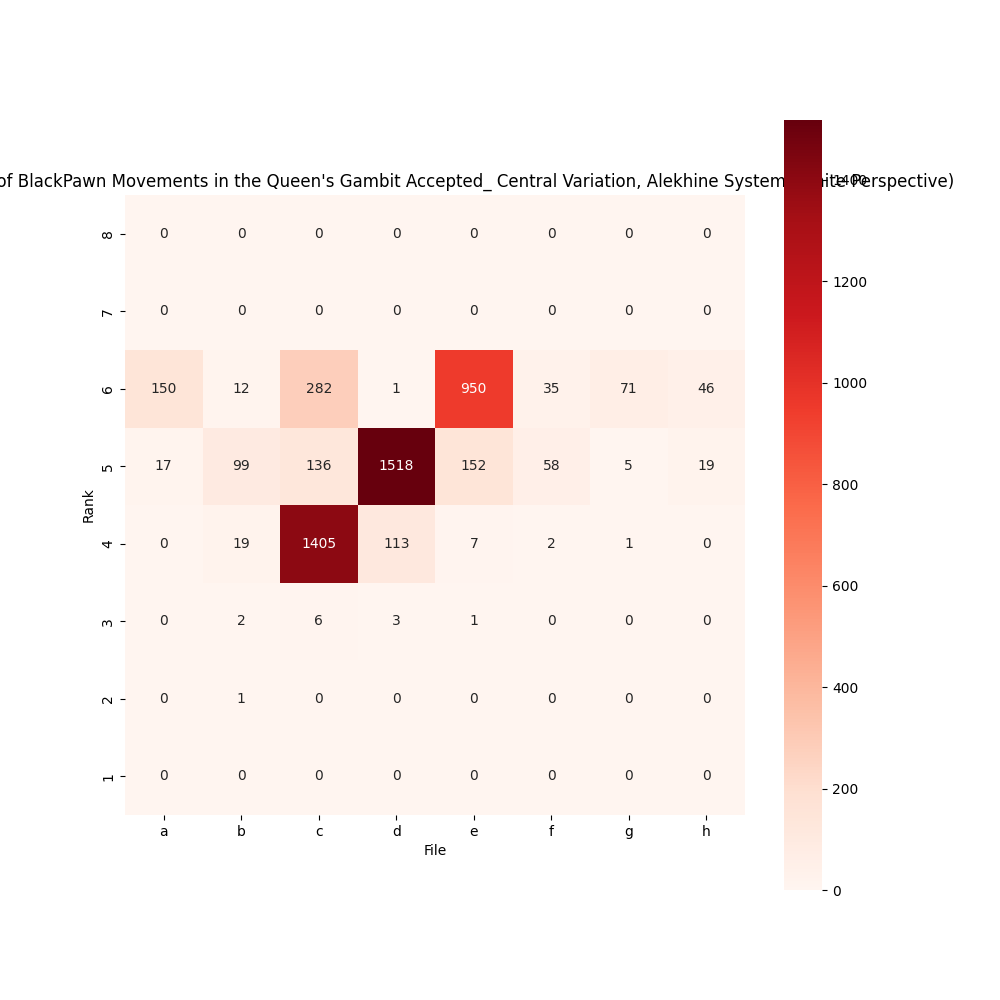 of BlackPawn Movements in the Queen's Gambit Accepted_ Central Variation, Alekhine System Perspective)
1400
8 0 0 0 0 0 0 0 0
1200
7 0 0 0 0 0 0 0 0
1000
6 150 12 282 1 950 35 71 46
5 17 99 136 1518 152 58 5 19
800
Rank
4 0 19 1405 113 7 2 1 0
600
3 0 2 6 3 1 0 0 0
400
2 0 1 0 0 0 0 0 0
1 0 0 0 0 0 0 0 0
200
a b c d e f g h
File
0